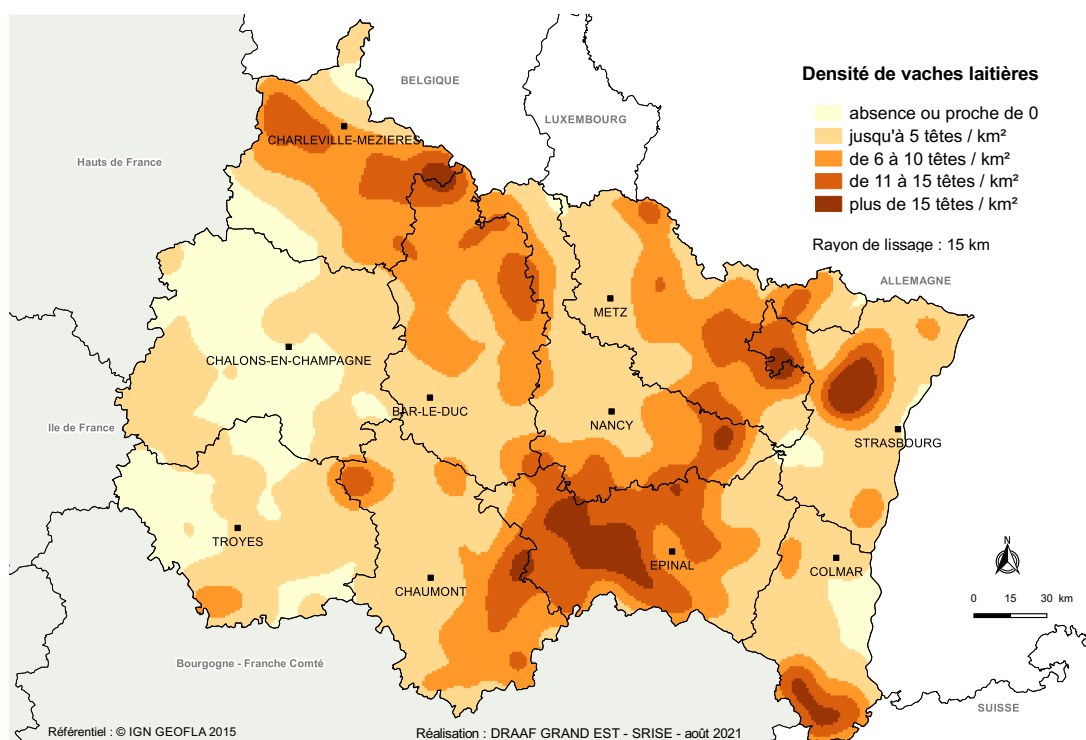 BELGIQUE
LUXEMBOURG
Hauts de France
CHARLEVILLE-MEZIERES
Densité de vaches laitières
absence ou proche de 0
jusqu'à 5 têtes / km²
de 6 à 10 têtes / km²
de 11 à 15 têtes / km²
plus de 15 têtes / km²
Rayon de lissage : 15 km
ALLEMAGNE
METZ
CHALONS-EN-CHAMPAGNE
BAR-LE-DUC
NANCY
Ile de France
STRASBOURG
TROYES
EPINAL
COLMAR
CHAUMONT
N
0 15 30 km
Bourgogne - Franche Comté
SUISSE
Référentiel : © IGN GEOFLA 2015
Réalisation : DRAAF GRAND EST - SRISE - août 2021